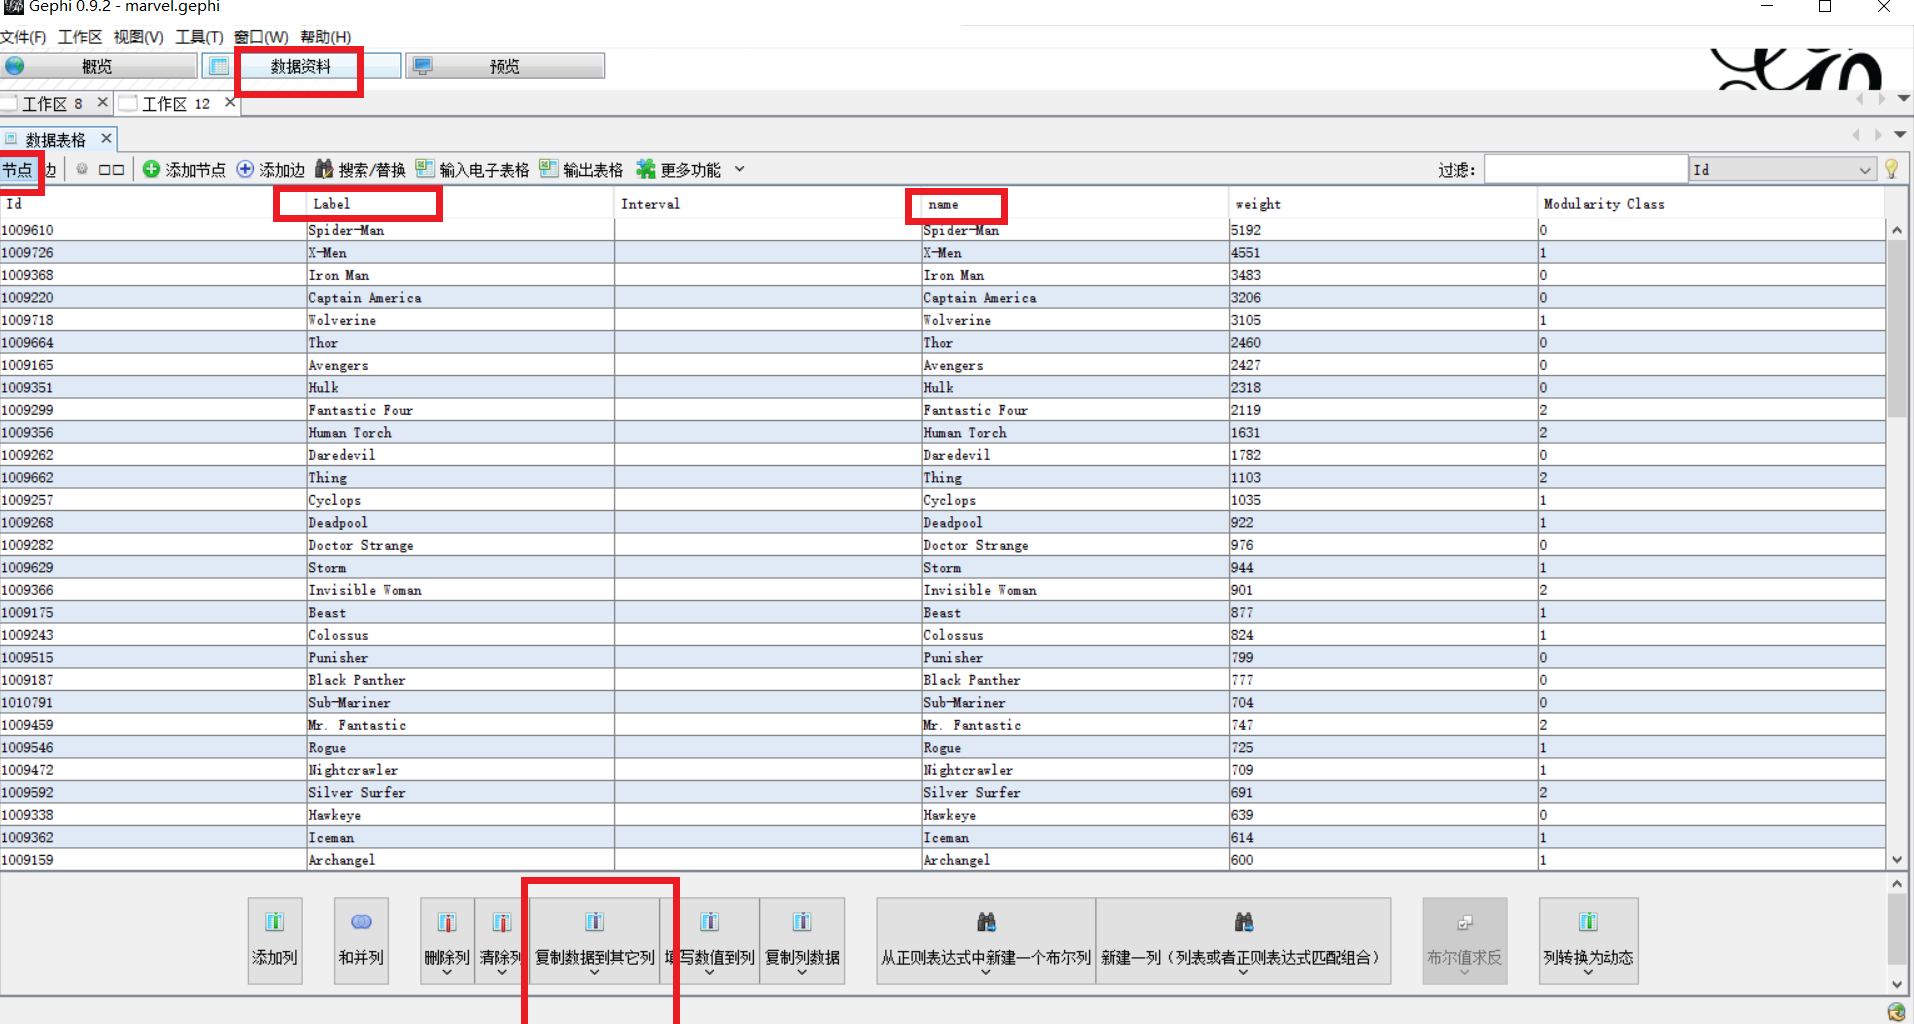 Gephi 0.9.2 - marvel.gephi
文件(F) 工作区 视图(V) 工具(T) 窗口(W) 帮助(H)
概览 数据资料 预览
工作区 8 工作区 12
数据表格
节点 边 添加节点 添加边 搜索/替换 输入电子表格 输出表格 更多功能 过滤: Id
Id Label Interval name weight Modularity Class
1009610 Spider-Man Spider-Man 5192 0
1009726 X-Men X-Men 4551 1
1009368 Iron Man Iron Man 3483 0
1009220 Captain America Captain America 3206 0
1009718 Wolverine Wolverine 3105 1
1009664 Thor Thor 2460 0
1009165 Avengers Avengers 2427 0
1009351 Hulk Hulk 2318 0
1009299 Fantastic Four Fantastic Four 2119 2
1009356 Human Torch Human Torch 1631 2
1009262 Daredevil Daredevil 1782 0
1009662 Thing Thing 1103 2
1009257 Cyclops Cyclops 1035 1
1009268 Deadpool Deadpool 922 1
1009282 Doctor Strange Doctor Strange 976 0
1009629 Storm Storm 944 1
1009366 Invisible Woman Invisible Woman 901 2
1009175 Beast Beast 877 1
1009243 Colossus Colossus 824 1
1009515 Punisher Punisher 799 0
1009187 Black Panther Black Panther 777 0
1010791 Sub-Mariner Sub-Mariner 704 0
1009459 Mr. Fantastic Mr. Fantastic 747 2
1009546 Rogue Rogue 725 1
1009472 Nightcrawler Nightcrawler 709 1
1009592 Silver Surfer Silver Surfer 691 2
1009338 Hawkeye Hawkeye 639 0
1009362 Iceman Iceman 614 1
1009159 Archangel Archangel 600 1
添加列 和并列 删除列 清除列 复制数据到其它列 填写数值到列 复制列数据 从正则表达式中新建一个布尔列 新建一列（列表或者正则表达式匹配组合） 布尔值求反 列转换为动态